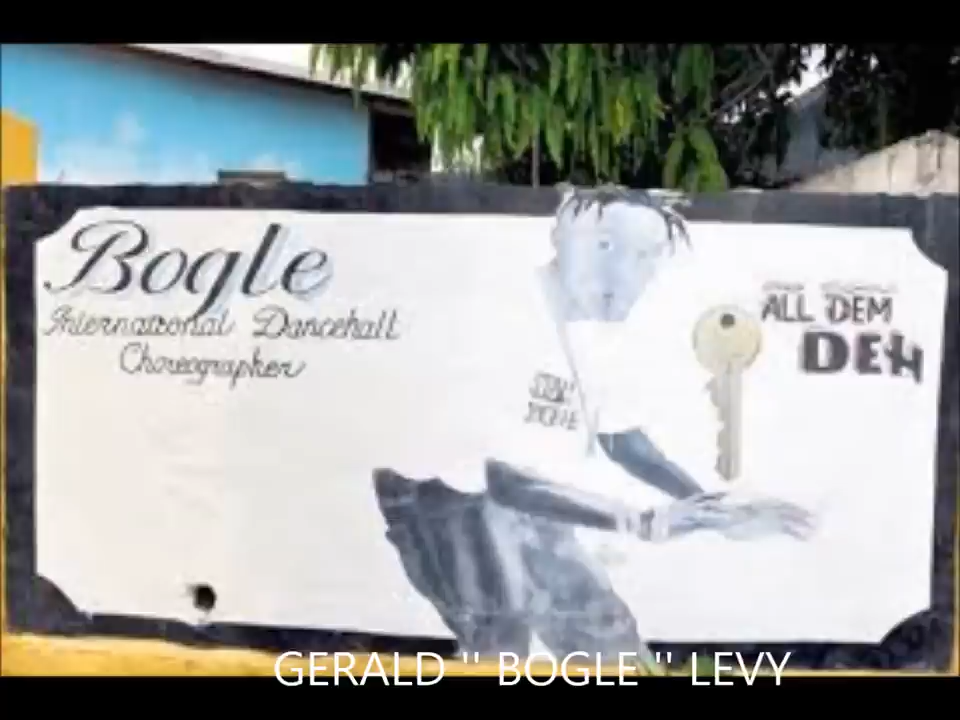 Bogle
International Dancehall
Choreographer
ALL DEM
DEH
GERALD " BOGLE " LEVY